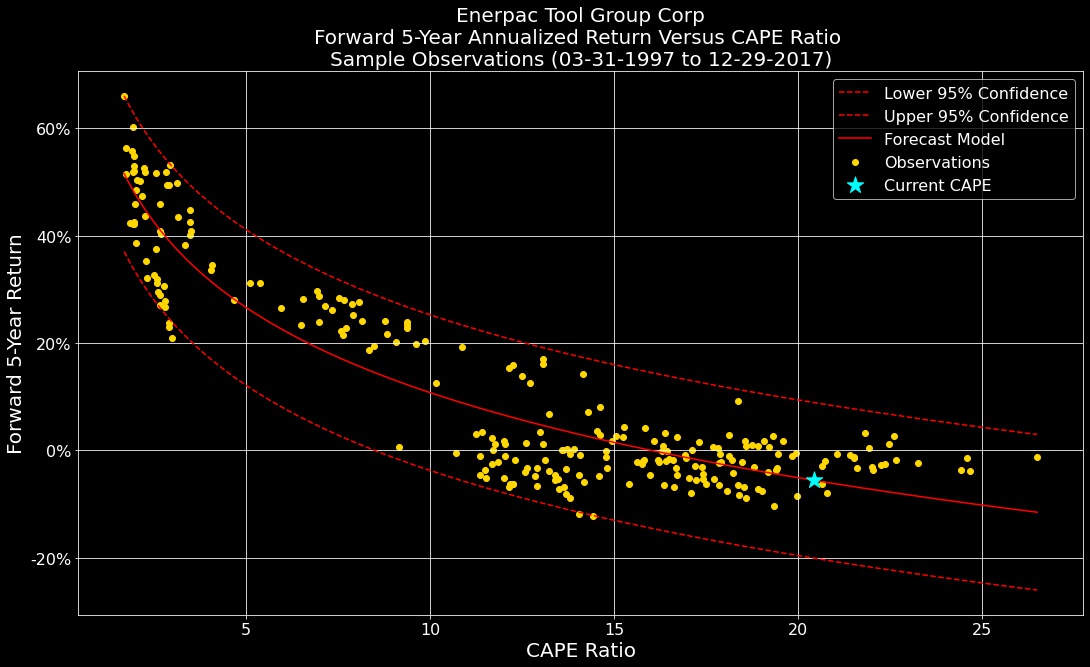 Enerpac Tool Group Corp
Forward 5-Year Annualized Return Versus CAPE Ratio
Sample Observations (03-31-1997 to 12-29-2017)
Lower 95% Confidence
Upper 95% Confidence
Forecast Model
Observations
Current CAPE
Forward 5-Year Return
60%
40%
20%
0%
-20%
5
10
15
20
25
CAPE Ratio